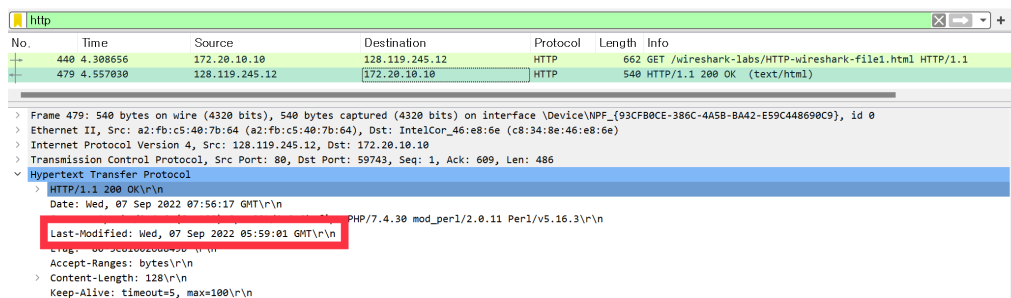 http
No. Time Source Destination Protocol Length Info
440 4.308656 172.20.10.10 128.119.245.12 HTTP 662 GET /wireshark-labs/HTTP-wireshark-file1.html HTTP/1.1
479 4.557030 128.119.245.12 172.20.10.10 HTTP 540 HTTP/1.1 200 OK (text/html)
Frame 479: 540 bytes on wire (4320 bits), 540 bytes captured (4320 bits) on interface \Device\NPF_{93CFB0CE-386C-4A5B-BA42-E59C448690C9}, id 0
Ethernet II, Src: a2:fb:c5:40:7b:64 (a2:fb:c5:40:7b:64), Dst: IntelCor_46:e8:6e (c8:34:8e:46:e8:6e)
Internet Protocol Version 4, Src: 128.119.245.12, Dst: 172.20.10.10
Transmission Control Protocol, Src Port: 80, Dst Port: 59743, Seq: 1, Ack: 609, Len: 486
Hypertext Transfer Protocol
HTTP/1.1 200 OK\r\n
Date: Wed, 07 Sep 2022 07:56:17 GMT\r\n
PHP/7.4.30 mod_perl/2.0.11 Perl/v5.16.3\r\n
Last-Modified: Wed, 07 Sep 2022 05:59:01 GMT\r\n
Accept-Ranges: bytes\r\n
Content-Length: 128\r\n
Keep-Alive: timeout=5, max=100\r\n